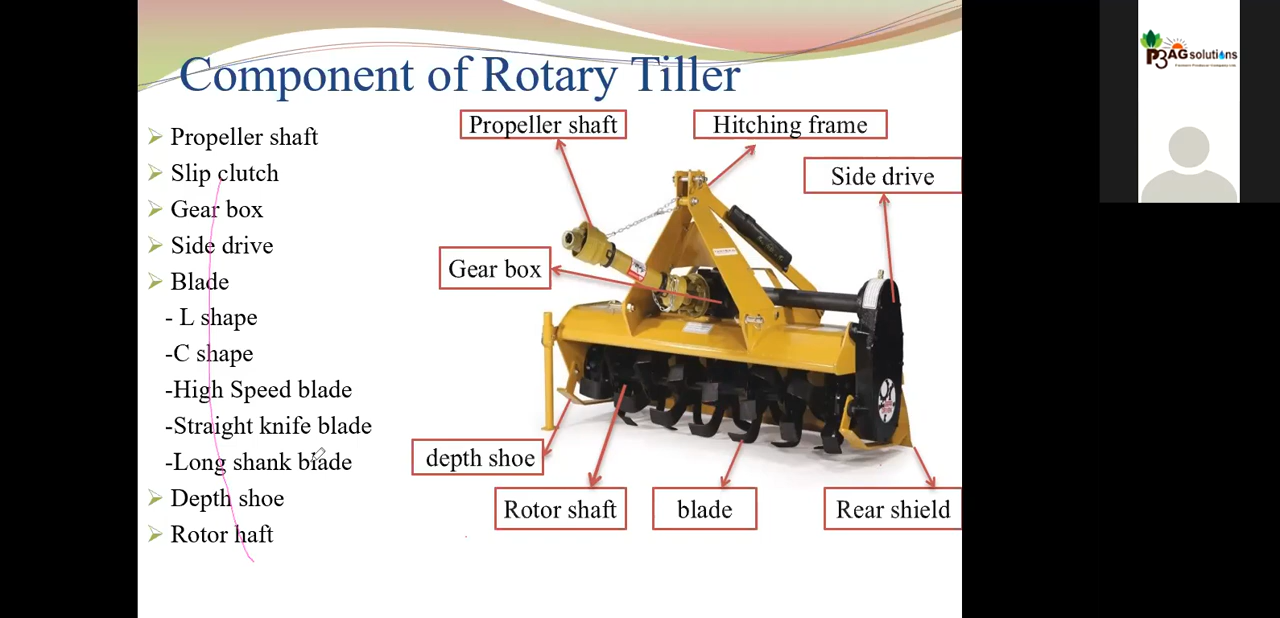 Component of Rotary Tiller
Propeller shaft
Slip clutch
Gear box
Side drive
Blade
- L shape
-C shape
-High Speed blade
-Straight knife blade
-Long shank blade
Depth shoe
Rotor haft
Propeller shaft
Hitching frame
Side drive
Gear box
depth shoe
Rotor shaft
blade
Rear shield
P3AGsolutions